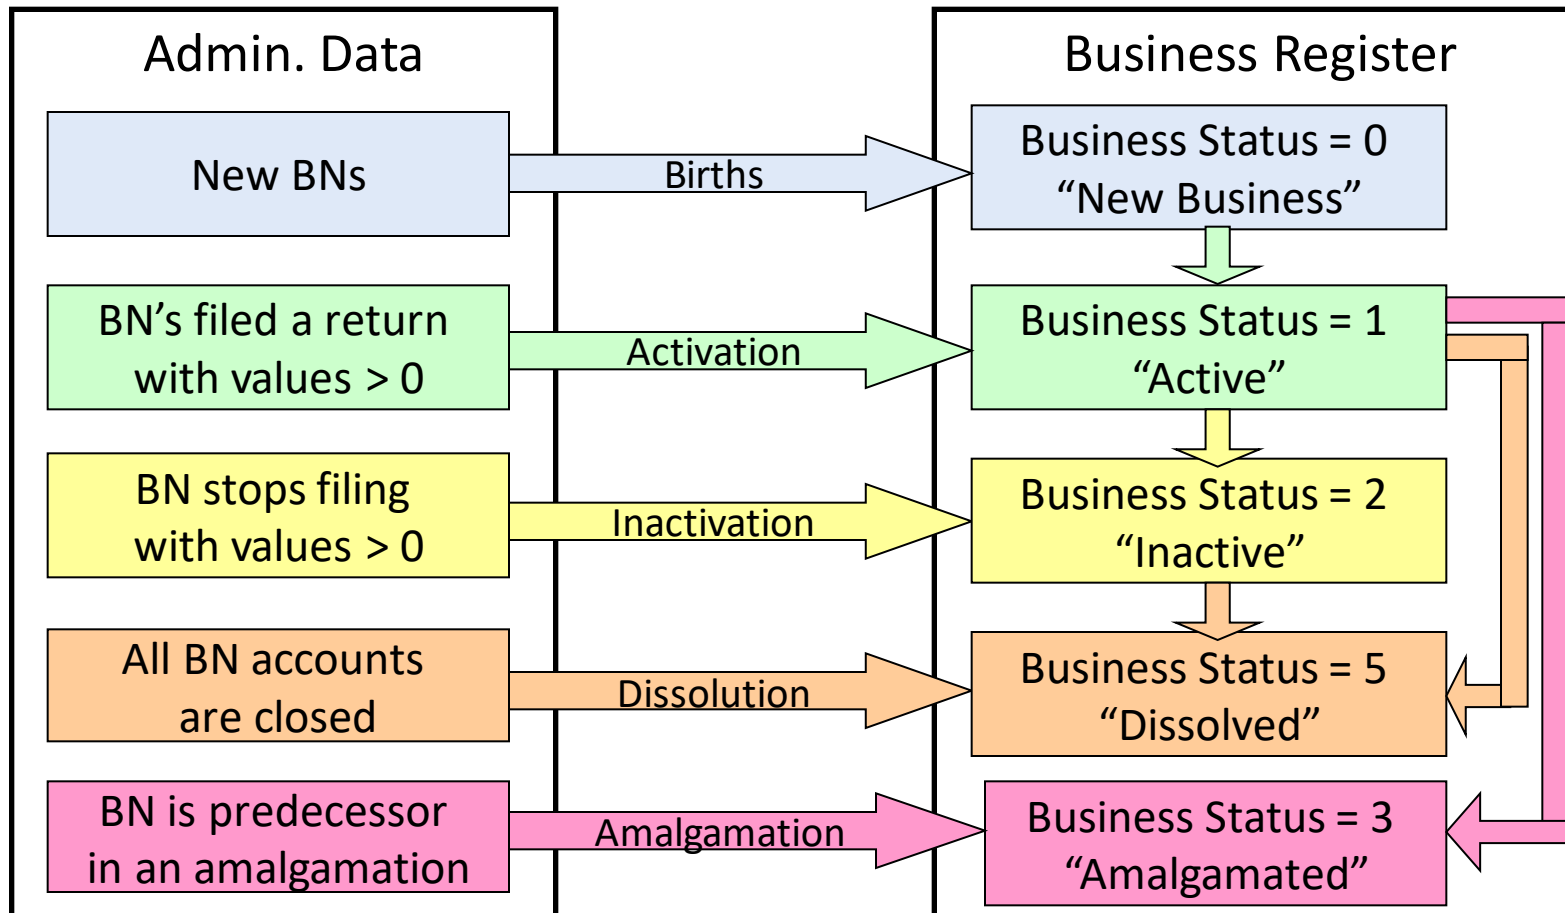 Admin. Data
Business Register
New BNs
Births
Business Status = 0
“New Business”
BN’s filed a return
with values > 0
Activation
Business Status = 1
“Active”
BN stops filing
with values > 0
Inactivation
Business Status = 2
“Inactive”
All BN accounts
are closed
Dissolution
Business Status = 5
“Dissolved”
BN is predecessor
in an amalgamation
Amalgamation
Business Status = 3
“Amalgamated”